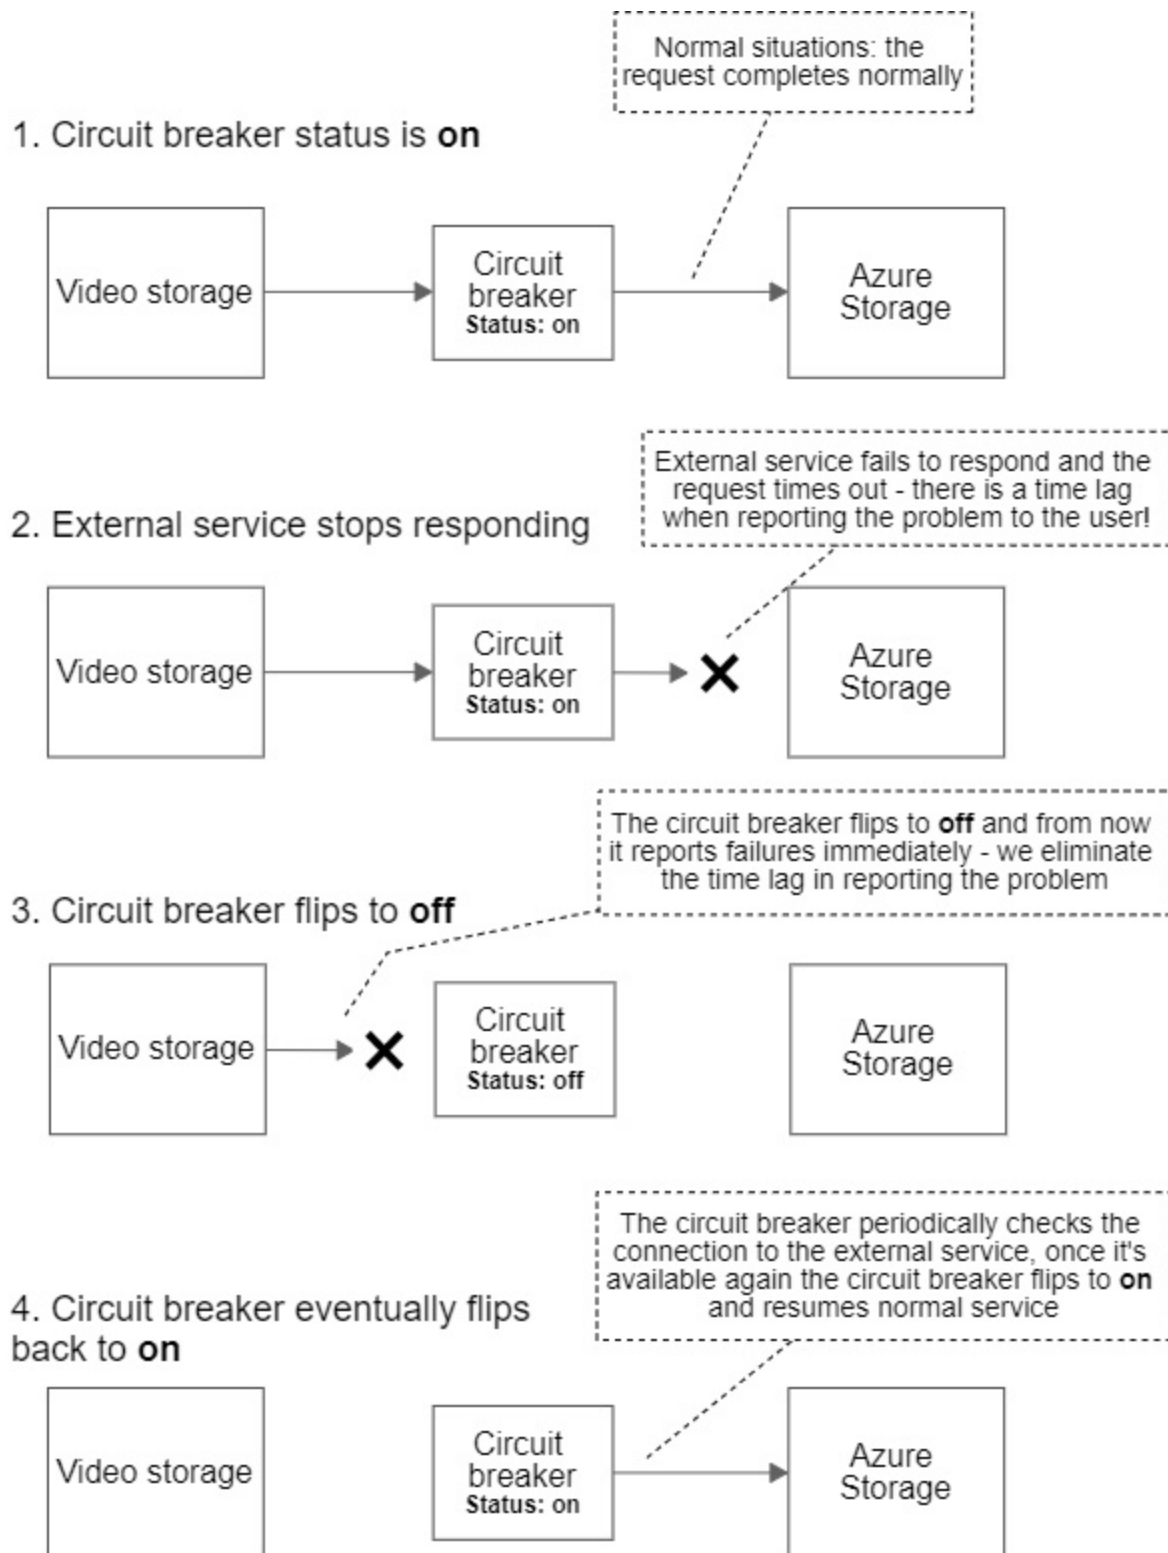 Normal situations: the
request completes normally
1. Circuit breaker status is on
Video storage
Circuit
breaker
Status: on
Azure
Storage
External service fails to respond and the
request times out - there is a time lag
when reporting the problem to the user!
2. External service stops responding
Video storage
Circuit
breaker
Status: on
Azure
Storage
The circuit breaker flips to off and from now
it reports failures immediately - we eliminate
the time lag in reporting the problem
3. Circuit breaker flips to off
Video storage
Circuit
breaker
Status: off
Azure
Storage
The circuit breaker periodically checks the
connection to the external service, once it's
available again the circuit breaker flips to on
and resumes normal service
4. Circuit breaker eventually flips
back to on
Video storage
Circuit
breaker
Status: on
Azure
Storage